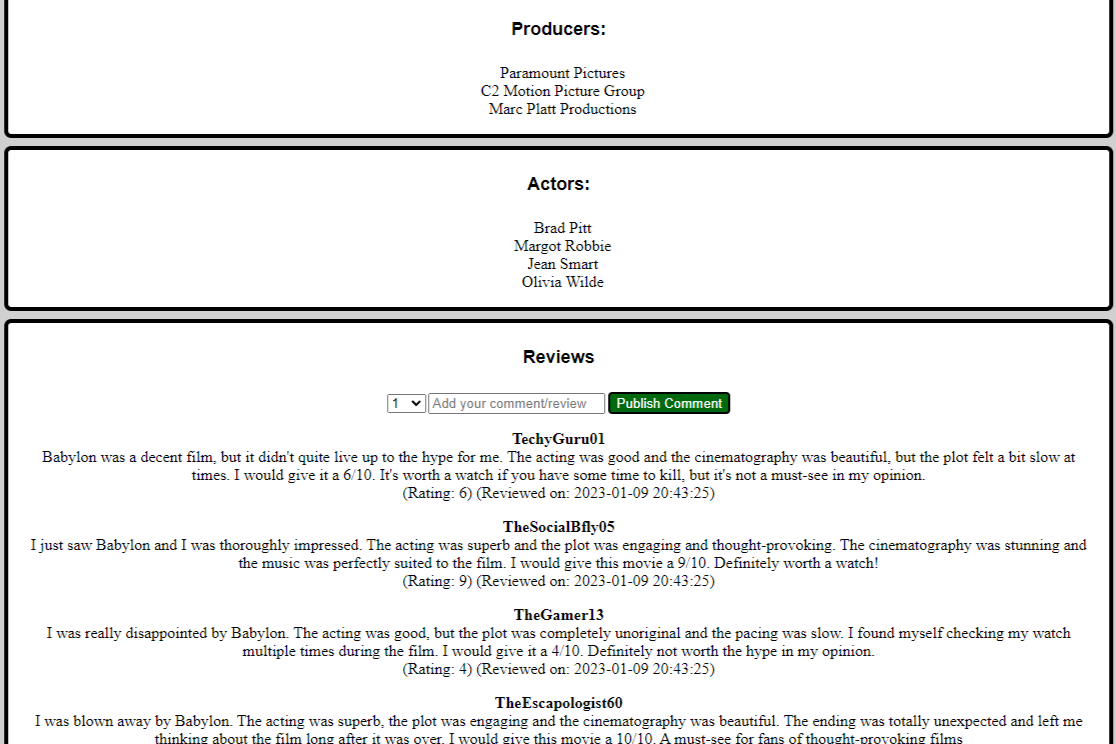 Producers:
Paramount Pictures
C2 Motion Picture Group
Marc Platt Productions
Actors:
Brad Pitt
Margot Robbie
Jean Smart
Olivia Wilde
Reviews
1 Add your comment/review Publish Comment
TechyGuru01
Babylon was a decent film, but it didn't quite live up to the hype for me. The acting was good and the cinematography was beautiful, but the plot felt a bit slow at
times. I would give it a 6/10. It's worth a watch if you have some time to kill, but it's not a must-see in my opinion.
(Rating: 6) (Reviewed on: 2023-01-09 20:43:25)
TheSocialBfly05
I just saw Babylon and I was thoroughly impressed. The acting was superb and the plot was engaging and thought-provoking. The cinematography was stunning and
the music was perfectly suited to the film. I would give this movie a 9/10. Definitely worth a watch!
(Rating: 9) (Reviewed on: 2023-01-09 20:43:25)
TheGamer13
I was really disappointed by Babylon. The acting was good, but the plot was completely unoriginal and the pacing was slow. I found myself checking my watch
multiple times during the film. I would give it a 4/10. Definitely not worth the hype in my opinion.
(Rating: 4) (Reviewed on: 2023-01-09 20:43:25)
TheEscapologist60
I was blown away by Babylon. The acting was superb, the plot was engaging and the cinematography was beautiful. The ending was totally unexpected and left me
thinking about the film long after it was over. I would give this movie a 10/10. A must-see for fans of thought-provoking films